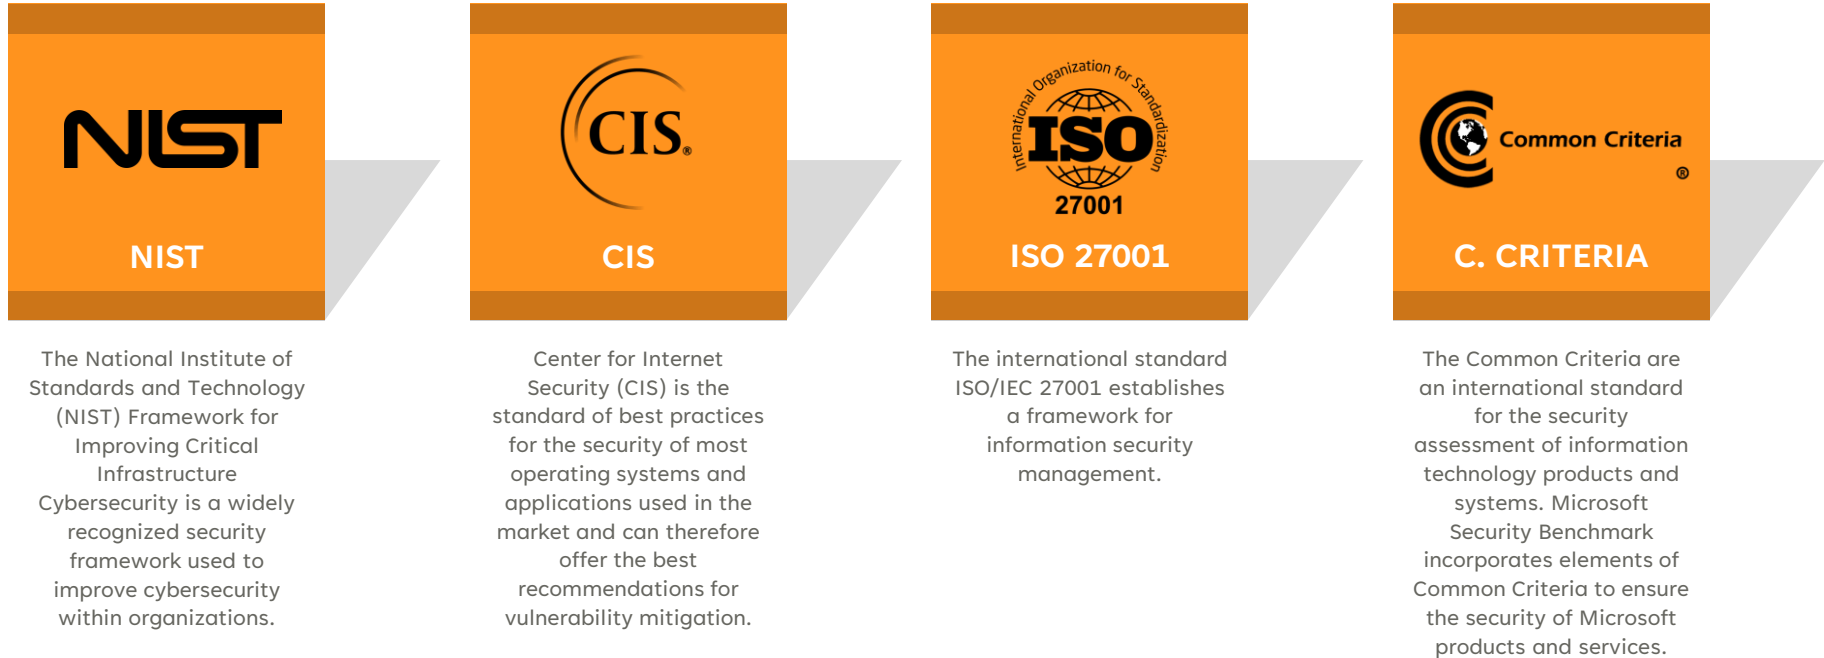 NIST
NIST
The National Institute of
Standards and Technology
(NIST) Framework for
Improving Critical
Infrastructure
Cybersecurity is a widely
recognized security
framework used to
improve cybersecurity
within organizations.
CIS®
CIS
Center for Internet
Security (CIS) is the
standard of best practices
for the security of most
operating systems and
applications used in the
market and can therefore
offer the best
recommendations for
vulnerability mitigation.
International Organization for Standardization
ISO
27001
ISO 27001
The international standard
ISO/IEC 27001 establishes
a framework for
information security
management.
Common Criteria
®
C. CRITERIA
The Common Criteria are
an international standard
for the security
assessment of information
technology products and
systems. Microsoft
Security Benchmark
incorporates elements of
Common Criteria to ensure
the security of Microsoft
products and services.